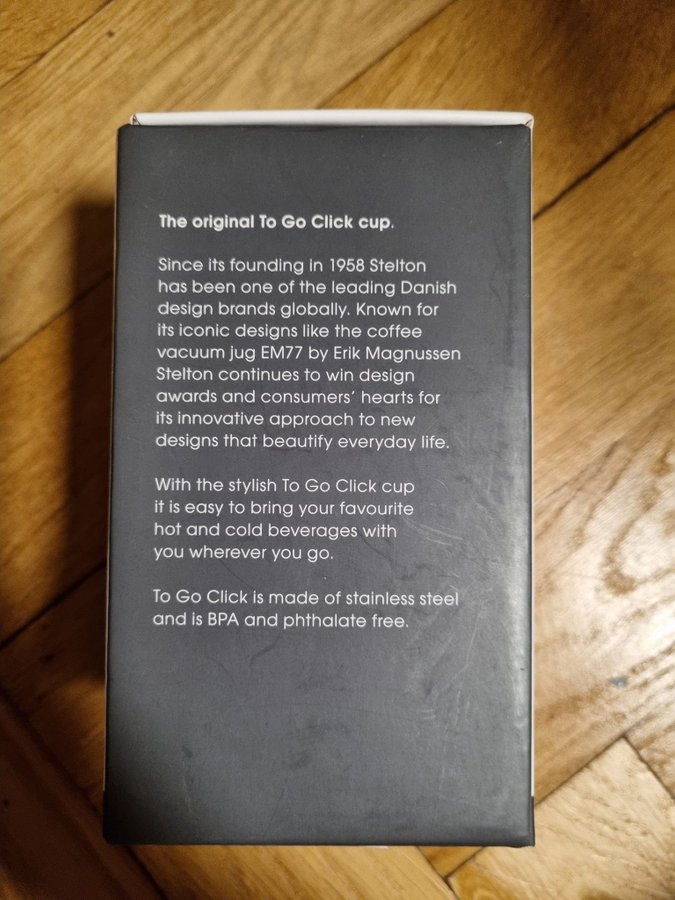 The original To Go Click cup.
Since its founding in 1958 Stelton
has been one of the leading Danish
design brands globally. Known for
its iconic designs like the coffee
vacuum jug EM77 by Erik Magnussen
Stelton continues to win design
awards and consumers’ hearts for
its innovative approach to new
designs that beautify everyday life.
With the stylish To Go Click cup
it is easy to bring your favourite
hot and cold beverages with
you wherever you go.
To Go Click is made of stainless steel
and is BPA and phthalate free.